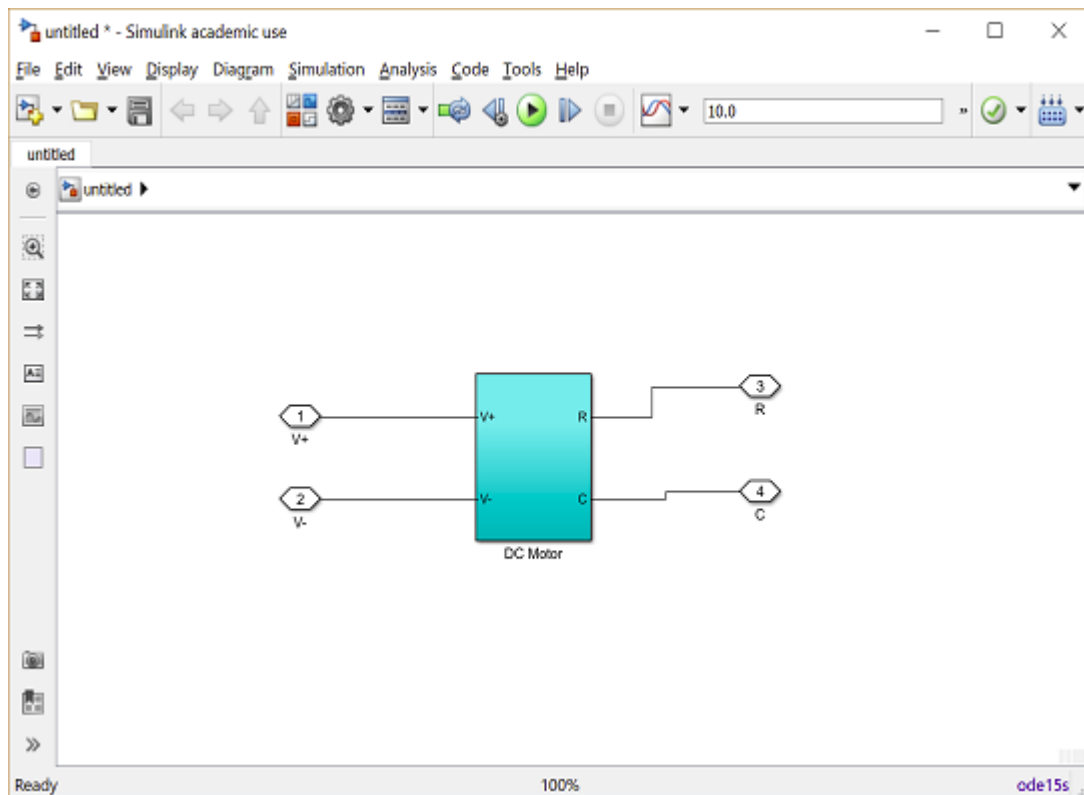 untitled * - Simulink academic use
File Edit View Display Diagram Simulation Analysis Code Tools Help
10.0 »
untitled
untitled
1
V+
2
V-
V+ R
V- C
DC Motor
3
R
4
C
Ready 100% ode15s